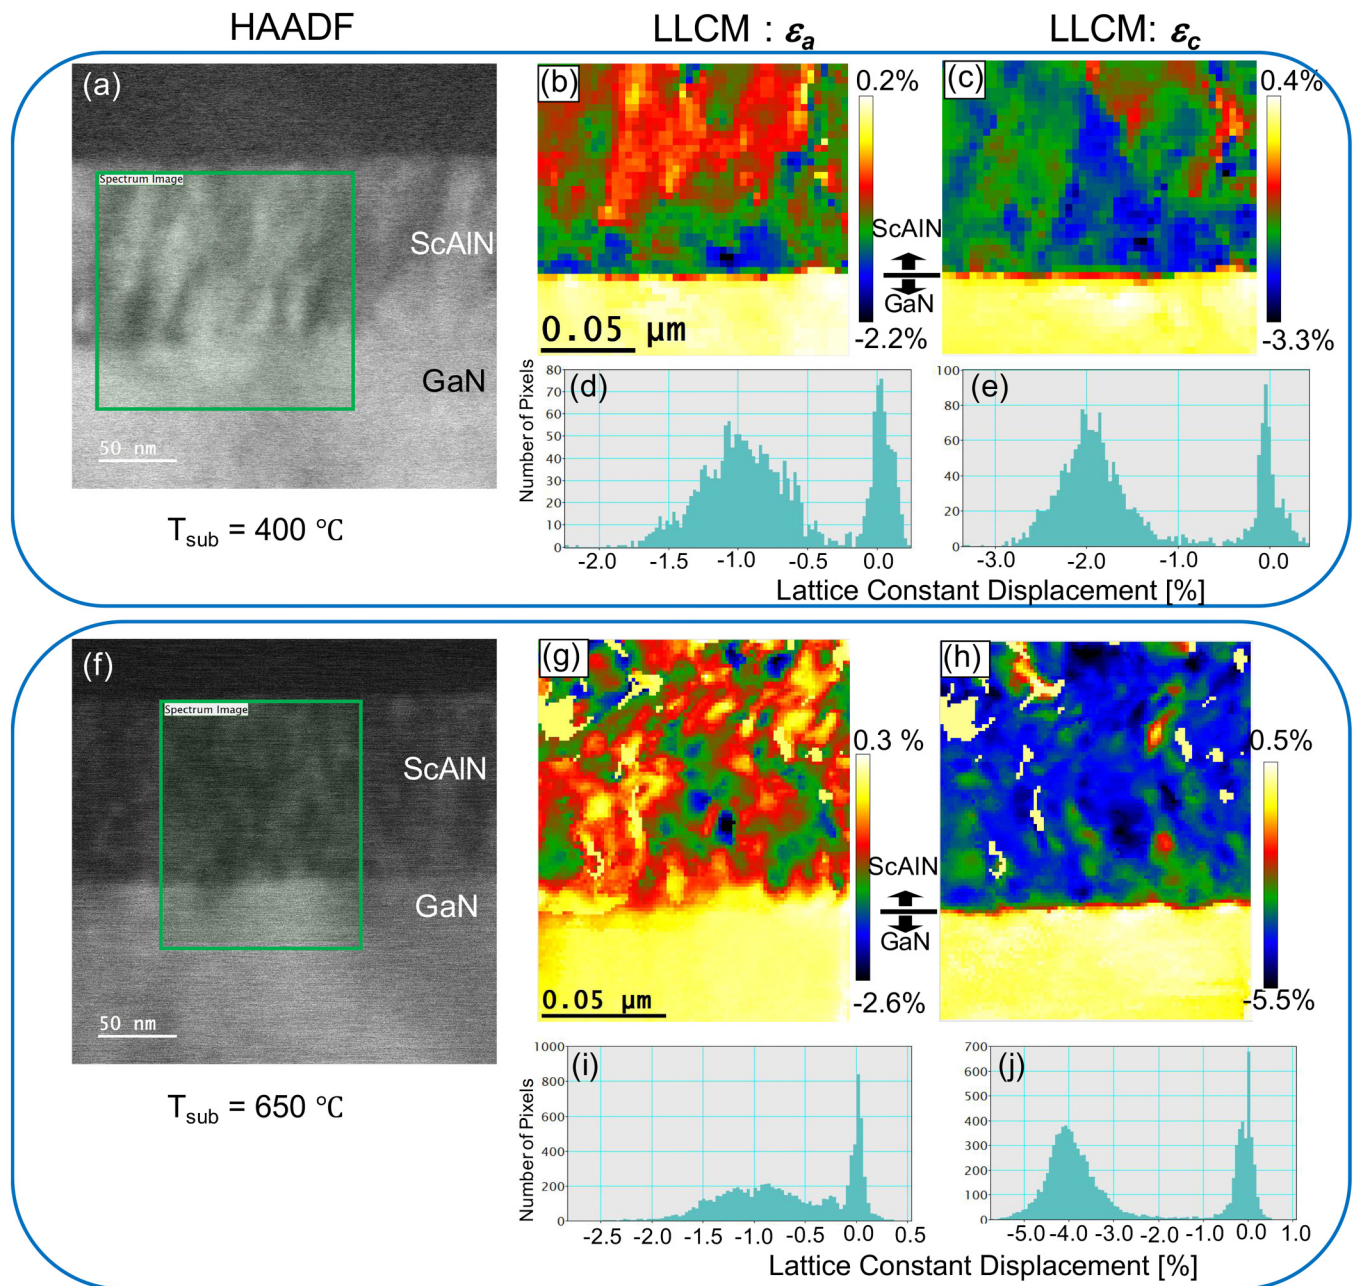 HAADF
LLCM : εa
LLCM: εc
(a)
Spectrum Image
ScAlN
GaN
50 nm
Tsub = 400 °C
(b)
0.2%
-2.2%
0.05 µm
ScAlN
GaN
(c)
0.4%
-3.3%
Number of Pixels
(d)
80
70
60
50
40
30
20
10
0
-2.0 -1.5 -1.0 -0.5 0.0
(e)
100
80
60
40
20
0
-3.0 -2.0 -1.0 0.0
Lattice Constant Displacement [%]
(f)
Spectrum Image
ScAlN
GaN
50 nm
Tsub = 650 °C
(g)
0.3 %
-2.6%
0.05 µm
ScAlN
GaN
(h)
0.5%
-5.5%
Number of Pixels
(i)
1000
800
600
400
200
0
-2.5 -2.0 -1.5 -1.0 -0.5 0.0 0.5
(j)
700
600
500
400
300
200
100
0
-5.0 -4.0 -3.0 -2.0 -1.0 0.0 1.0
Lattice Constant Displacement [%]